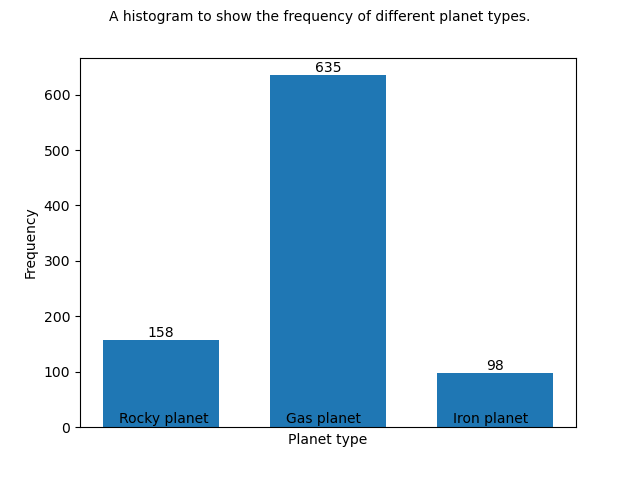 A histogram to show the frequency of different planet types.
635
600
500
400
300
200
100
0
Frequency
158
98
Rocky planet
Gas planet
Iron planet
Planet type